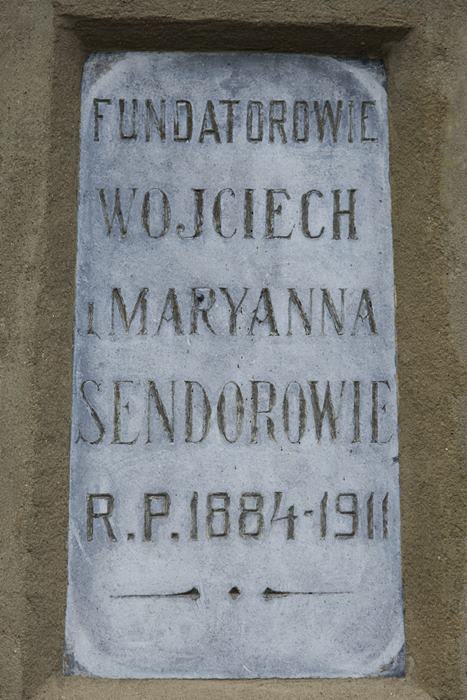 FUNDATOROWIE
WOJCIECH
i MARYANNA
SENDOROWIE
R.P. 1884-1911